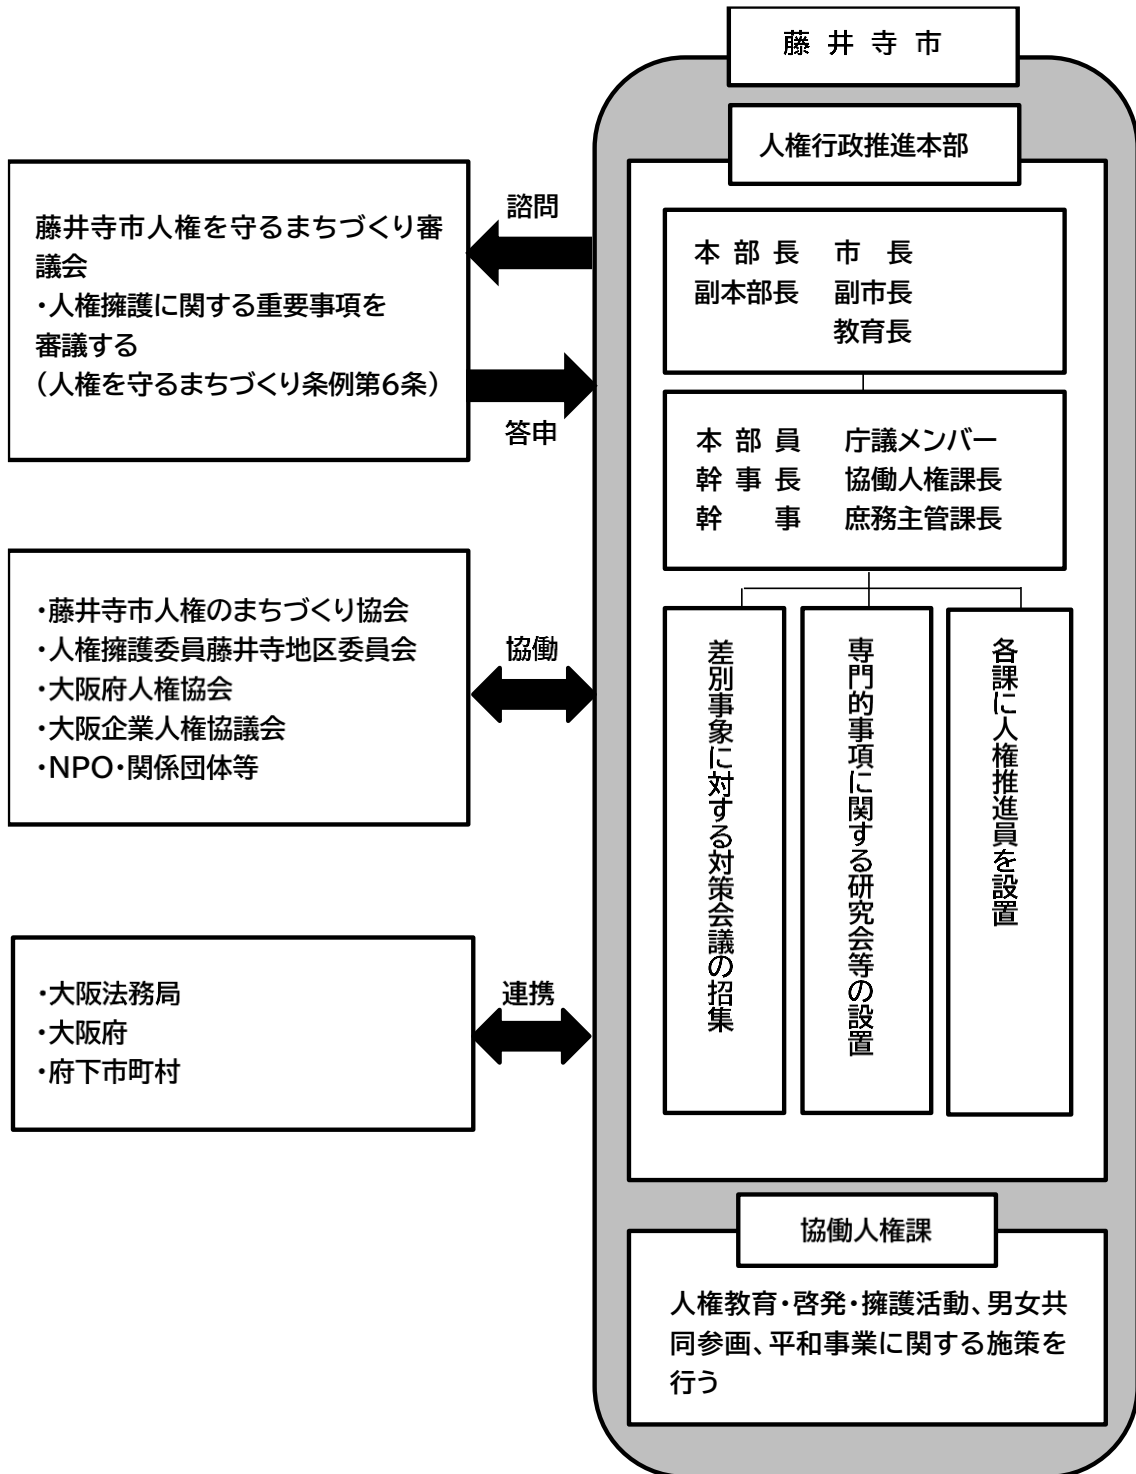 藤井寺市
人権行政推進本部
諮問
藤井寺市人権を守るまちづくり審
議会
・人権擁護に関する重要事項を
審議する
（人権を守るまちづくり条例第6条）
答申
本部長 市長
副本部長 副市長
教育長
本部員 庁議メンバー
幹事長 協働人権課長
幹事 庶務主管課長
・藤井寺市人権のまちづくり協会
・人権擁護委員藤井寺地区委員会
・大阪府人権協会
・大阪企業人権協議会
・NPO・関係団体等
協働
各課に人権推進員を設置
専門的事項に関する研究会等の設置
差別事象に対する対策会議の招集
・大阪法務局
・大阪府
・府下市町村
連携
協働人権課
人権教育・啓発・擁護活動、男女共
同参画、平和事業に関する施策を
行う